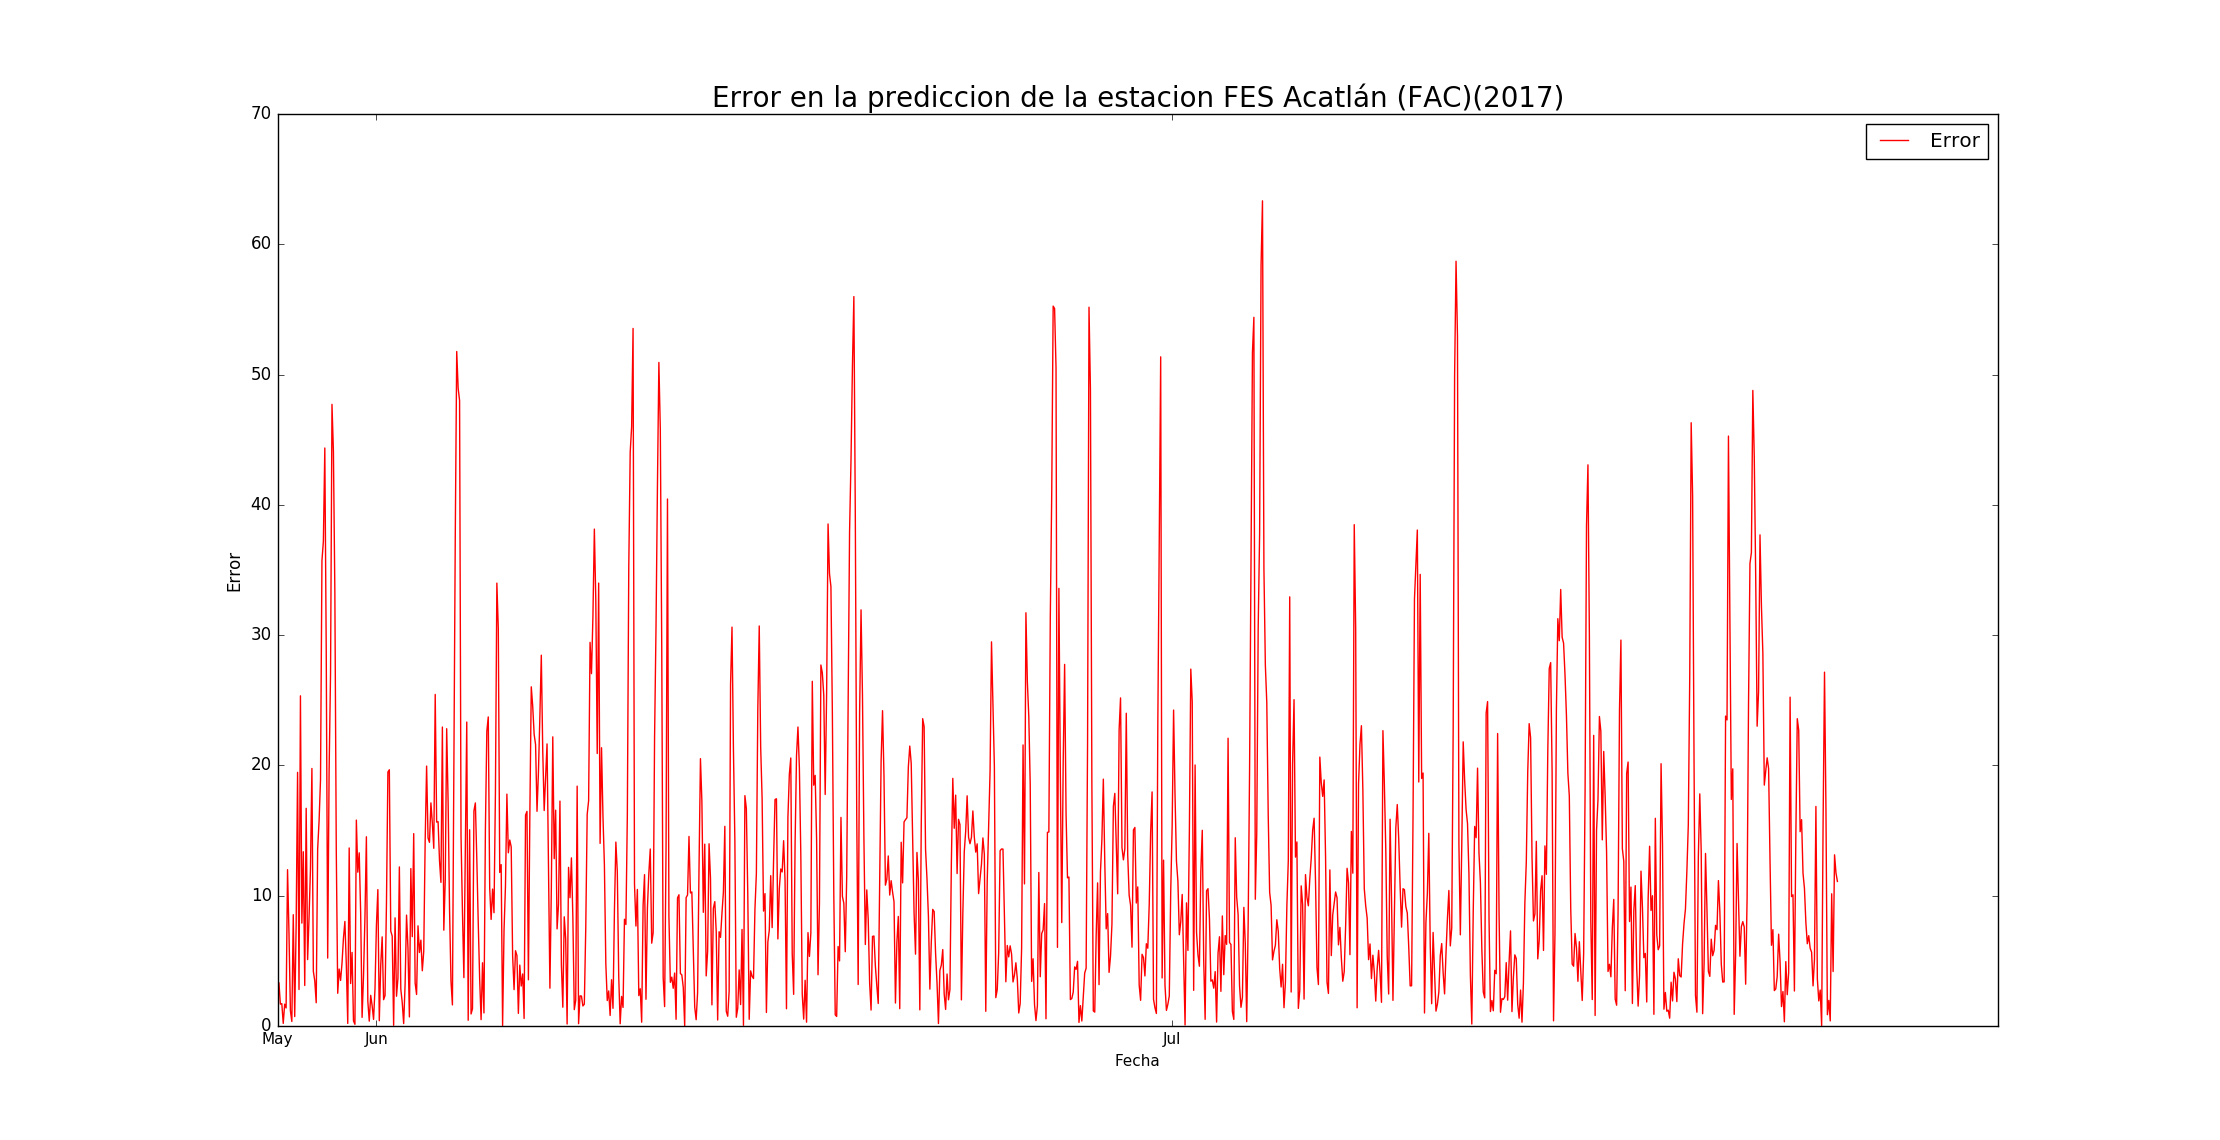 Error en la prediccion de la estacion FES Acatlán (FAC)(2017)
70
Error
60
50
40
30
20
10
0
Error
May
Jun
Jul
Fecha